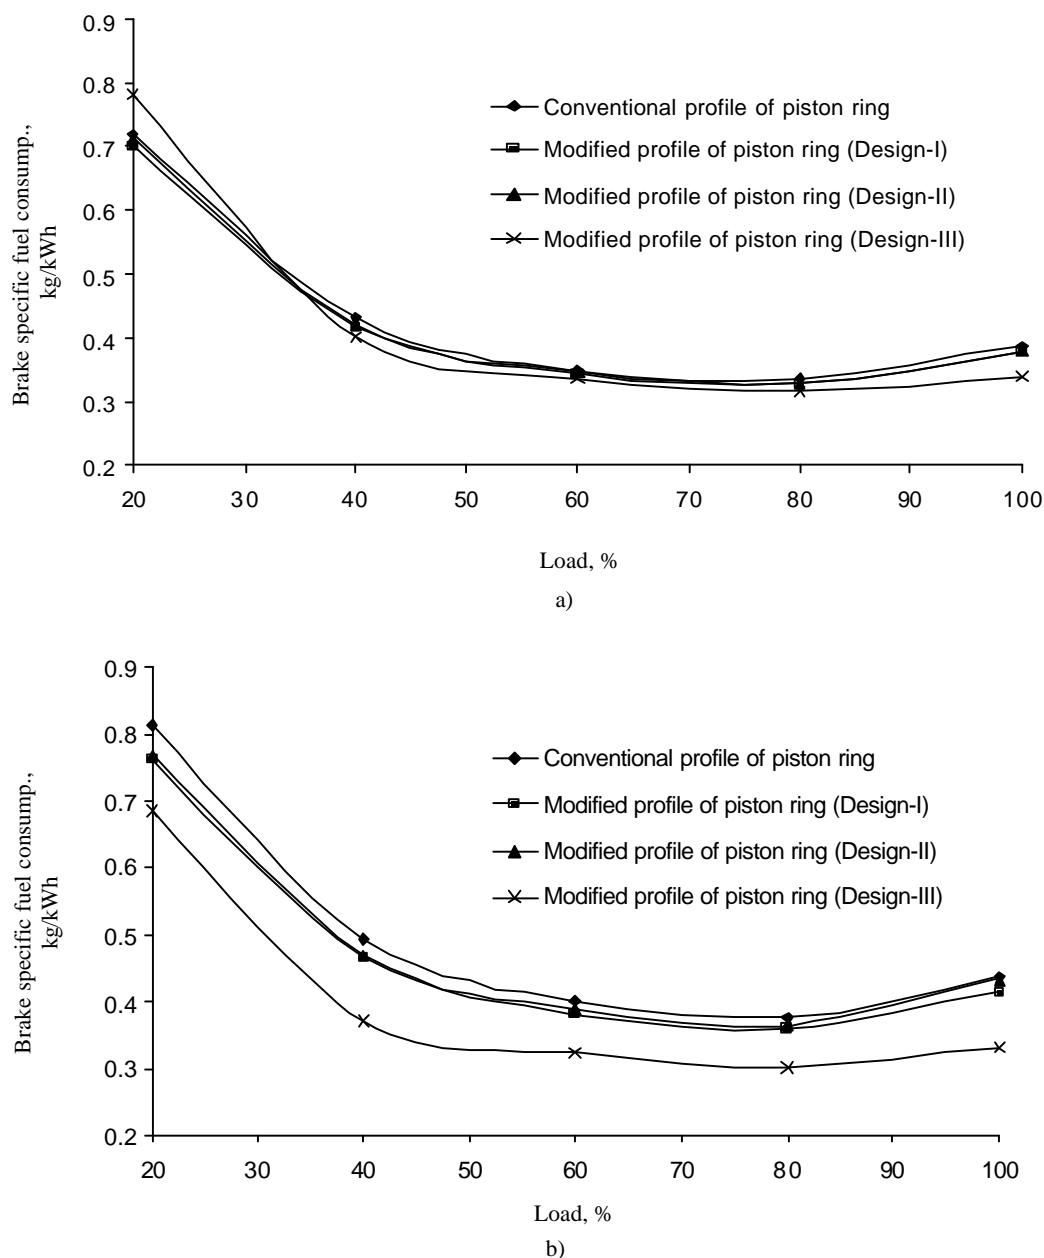 0.9
0.8
0.7
0.6
0.5
0.4
0.3
0.2
Brake specific fuel consump.,
kg/kWh
Conventional profile of piston ring
Modified profile of piston ring (Design-I)
Modified profile of piston ring (Design-II)
Modified profile of piston ring (Design-III)
20 30 40 50 60 70 80 90 100
Load, %
a)
0.9
0.8
0.7
0.6
0.5
0.4
0.3
0.2
Brake specific fuel consump.,
kg/kWh
Conventional profile of piston ring
Modified profile of piston ring (Design-I)
Modified profile of piston ring (Design-II)
Modified profile of piston ring (Design-III)
20 30 40 50 60 70 80 90 100
Load, %
b)